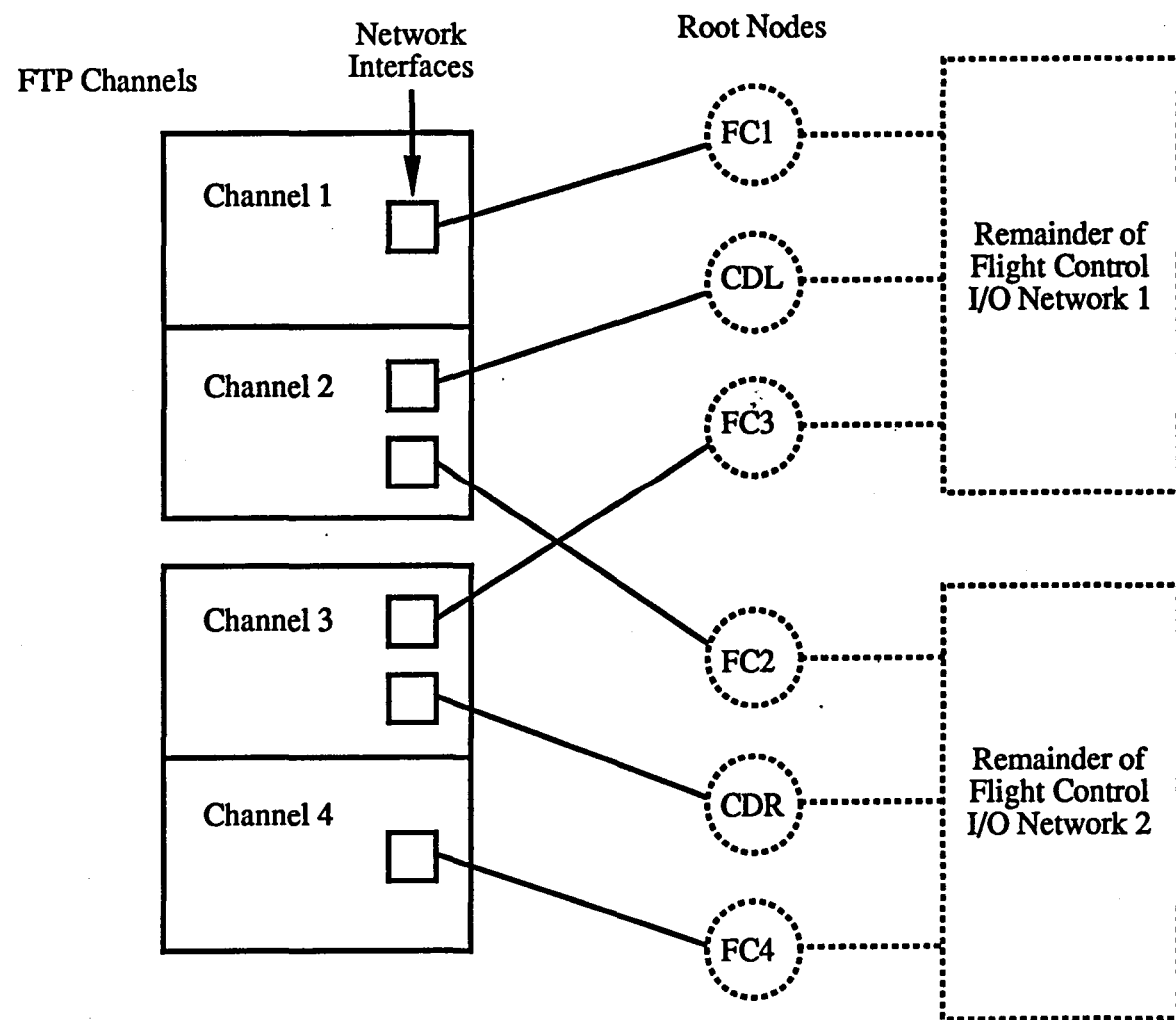 Network
Interfaces
Root Nodes
FTP Channels
Channel 1
Channel 2
Channel 3
Channel 4
FC1
CDL
FC3
FC2
CDR
FC4
Remainder of
Flight Control
I/O Network 1
Remainder of
Flight Control
I/O Network 2